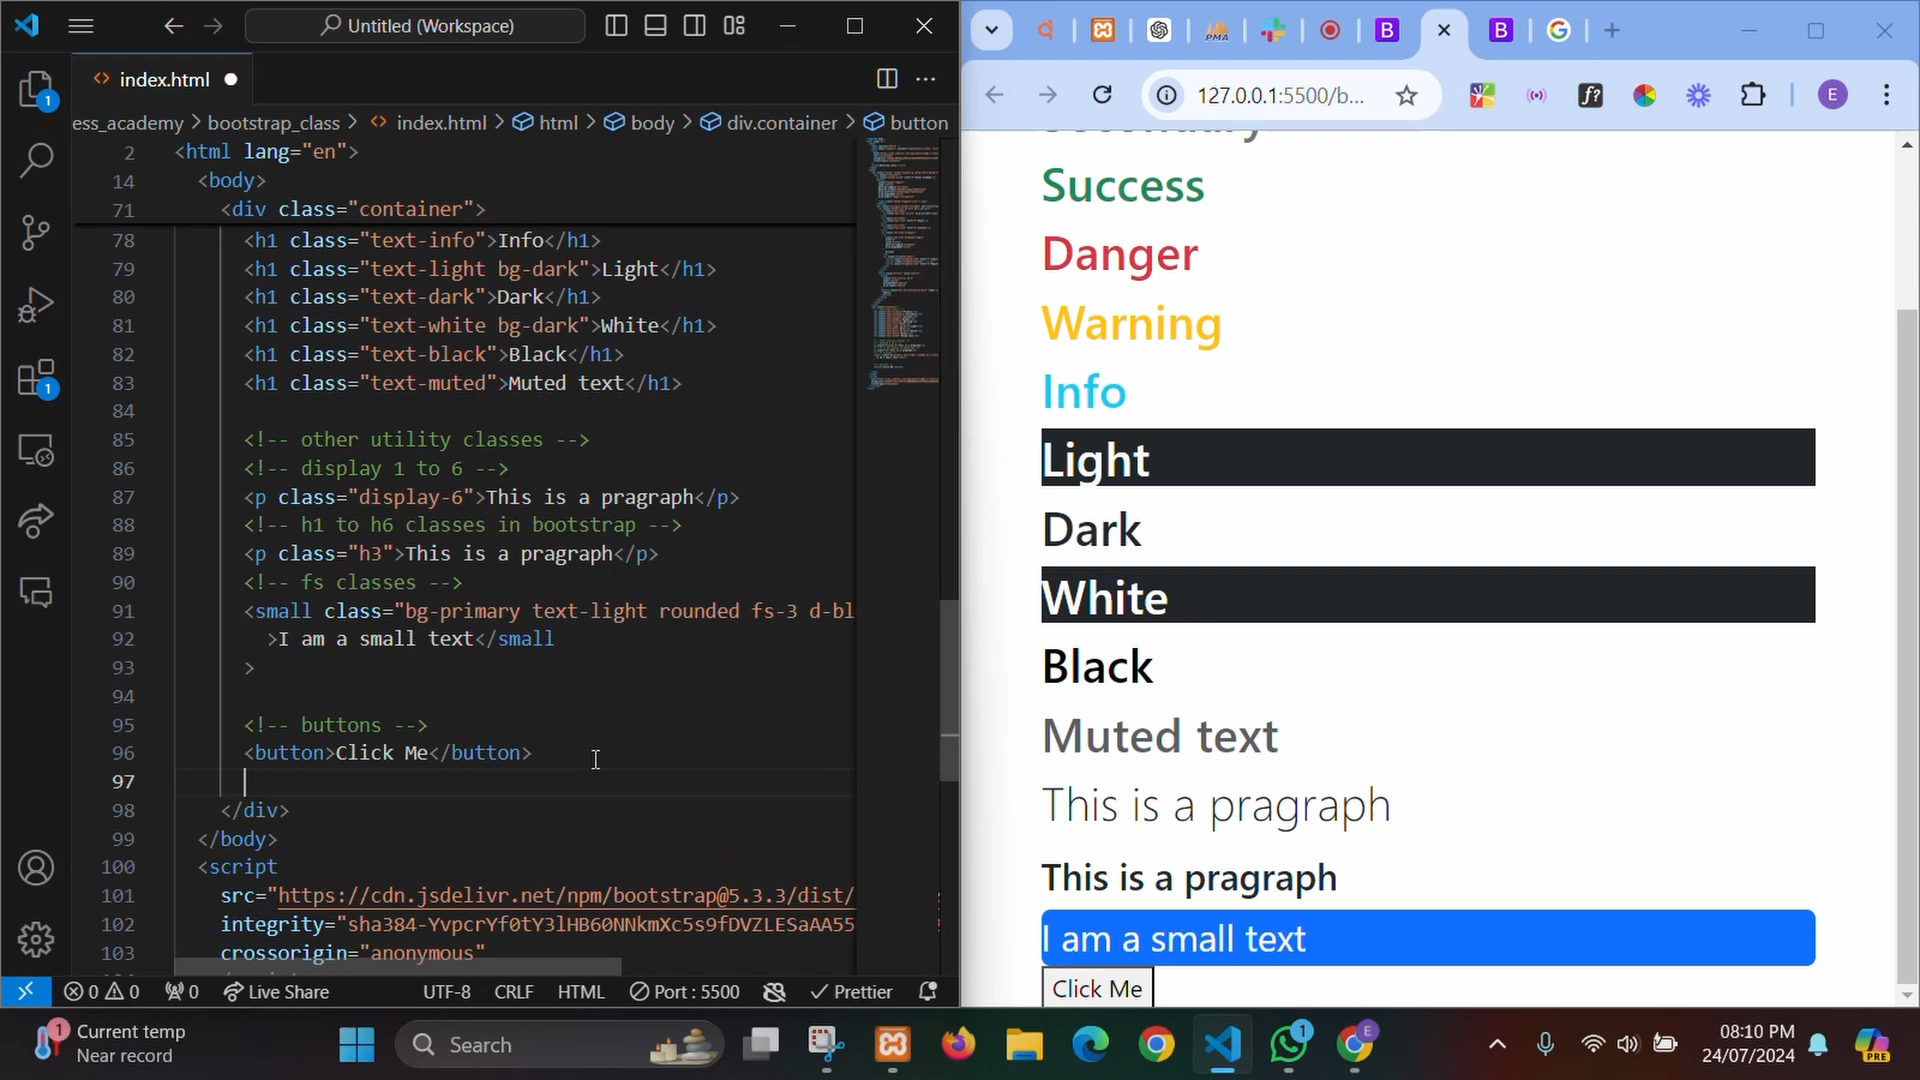 Untitled (Workspace)
index.html
ess_academy > bootstrap_class > index.html > html > body > div.container > button
2 <html lang="en">
14 <body>
71 <div class="container">
78 <h1 class="text-info">Info</h1>
79 <h1 class="text-light bg-dark">Light</h1>
80 <h1 class="text-dark">Dark</h1>
81 <h1 class="text-white bg-dark">White</h1>
82 <h1 class="text-black">Black</h1>
83 <h1 class="text-muted">Muted text</h1>
84
85 <!-- other utility classes -->
86 <!-- display 1 to 6 -->
87 <p class="display-6">This is a pragraph</p>
88 <!-- h1 to h6 classes in bootstrap -->
89 <p class="h3">This is a pragraph</p>
90 <!-- fs classes -->
91 <small class="bg-primary text-light rounded fs-3 d-bl
92 >I am a small text</small
93 >
94
95 <!-- buttons -->
96 <button>Click Me</button>
97
98 </div>
99 </body>
100 <script
101 src="https://cdn.jsdelivr.net/npm/bootstrap@5.3.3/dist/
102 integrity="sha384-YvpcrYf0tY3lHB60NNkmXc5s9fDVZLESaAA55
103 crossorigin="anonymous"
0 0 0 Live Share UTF-8 CRLF HTML Port : 5500 Prettier
127.0.0.1:5500/b...
E
Secondary
Success
Danger
Warning
Info
Light
Dark
White
Black
Muted text
This is a pragraph
This is a pragraph
I am a small text
Click Me
Current temp
Near record
Search
08:10 PM
24/07/2024